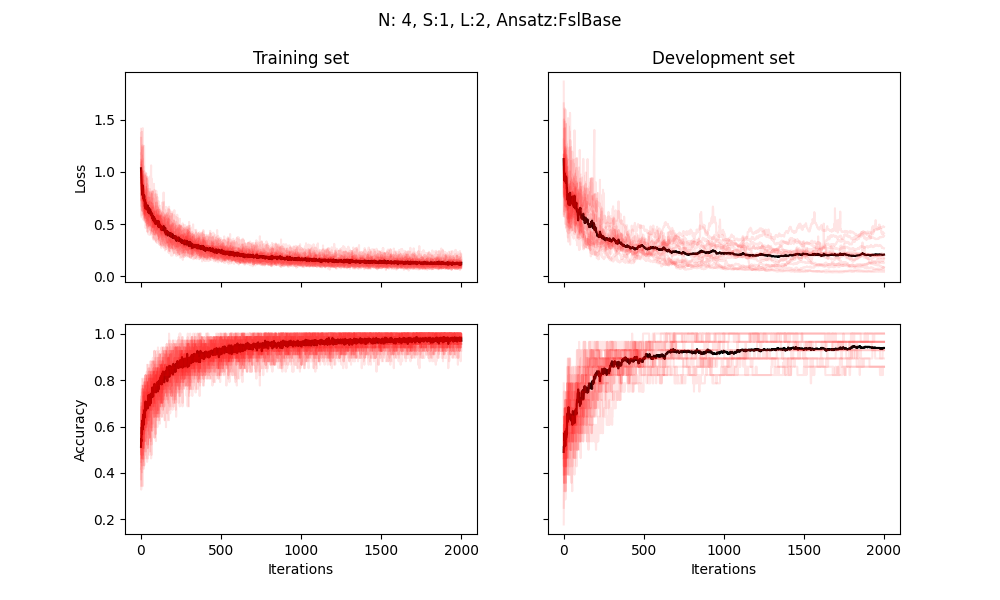 N: 4, S:1, L:2, Ansatz:FslBase
Training set
Development set
1.5
1.0
0.5
0.0
Loss
1.0
0.8
0.6
0.4
0.2
Accuracy
0 500 1000 1500 2000
0 500 1000 1500 2000
Iterations
Iterations